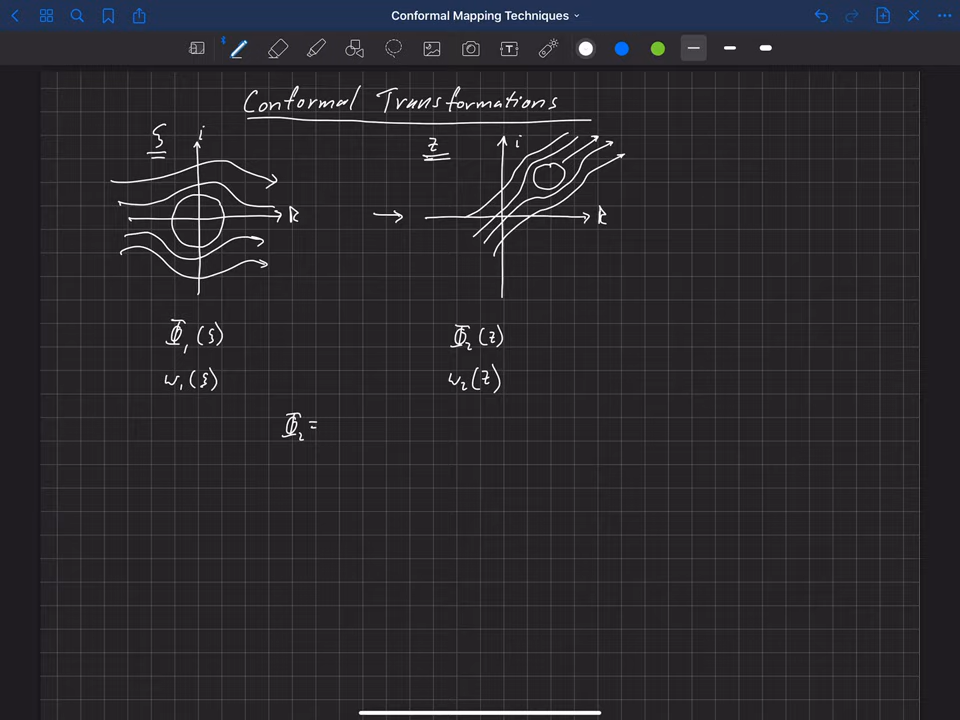 Conformal Mapping Techniques
Conformal Transformations
ξ i z i
R R
Φ₁(ξ) Φ₂(z)
w₁(ξ) w₂(z)
Φ₂=